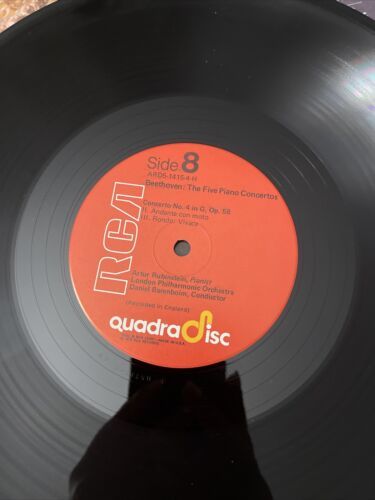 Side 8
ARD5-1415-4-H
Beethoven: The Five Piano Concertos
Concerto No. 4 in G, Op. 58
II. Andante con moto
III. Rondo: Vivace
RCA
Artur Rubinstein, Pianist
London Philharmonic Orchestra
Daniel Barenboim, Conductor
(Recorded in England)
quadradisc